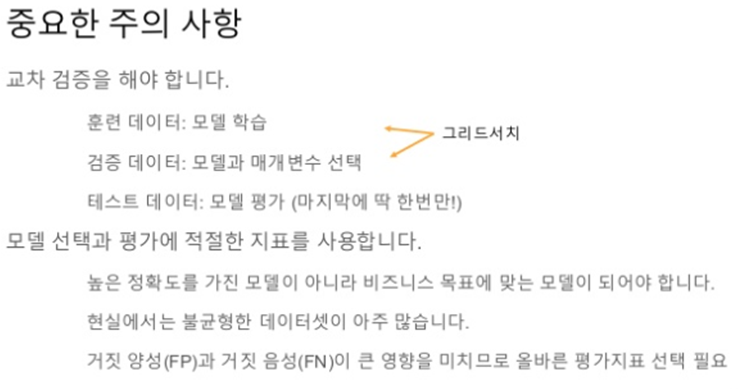 중요한 주의 사항
교차 검증을 해야 합니다.
훈련 데이터: 모델 학습
그리드서치
검증 데이터: 모델과 매개변수 선택
테스트 데이터: 모델 평가 (마지막에 딱 한번만!)
모델 선택과 평가에 적절한 지표를 사용합니다.
높은 정확도를 가진 모델이 아니라 비즈니스 목표에 맞는 모델이 되어야 합니다.
현실에서는 불균형한 데이터셋이 아주 많습니다.
거짓 양성(FP)과 거짓 음성(FN)이 큰 영향을 미치므로 올바른 평가지표 선택 필요